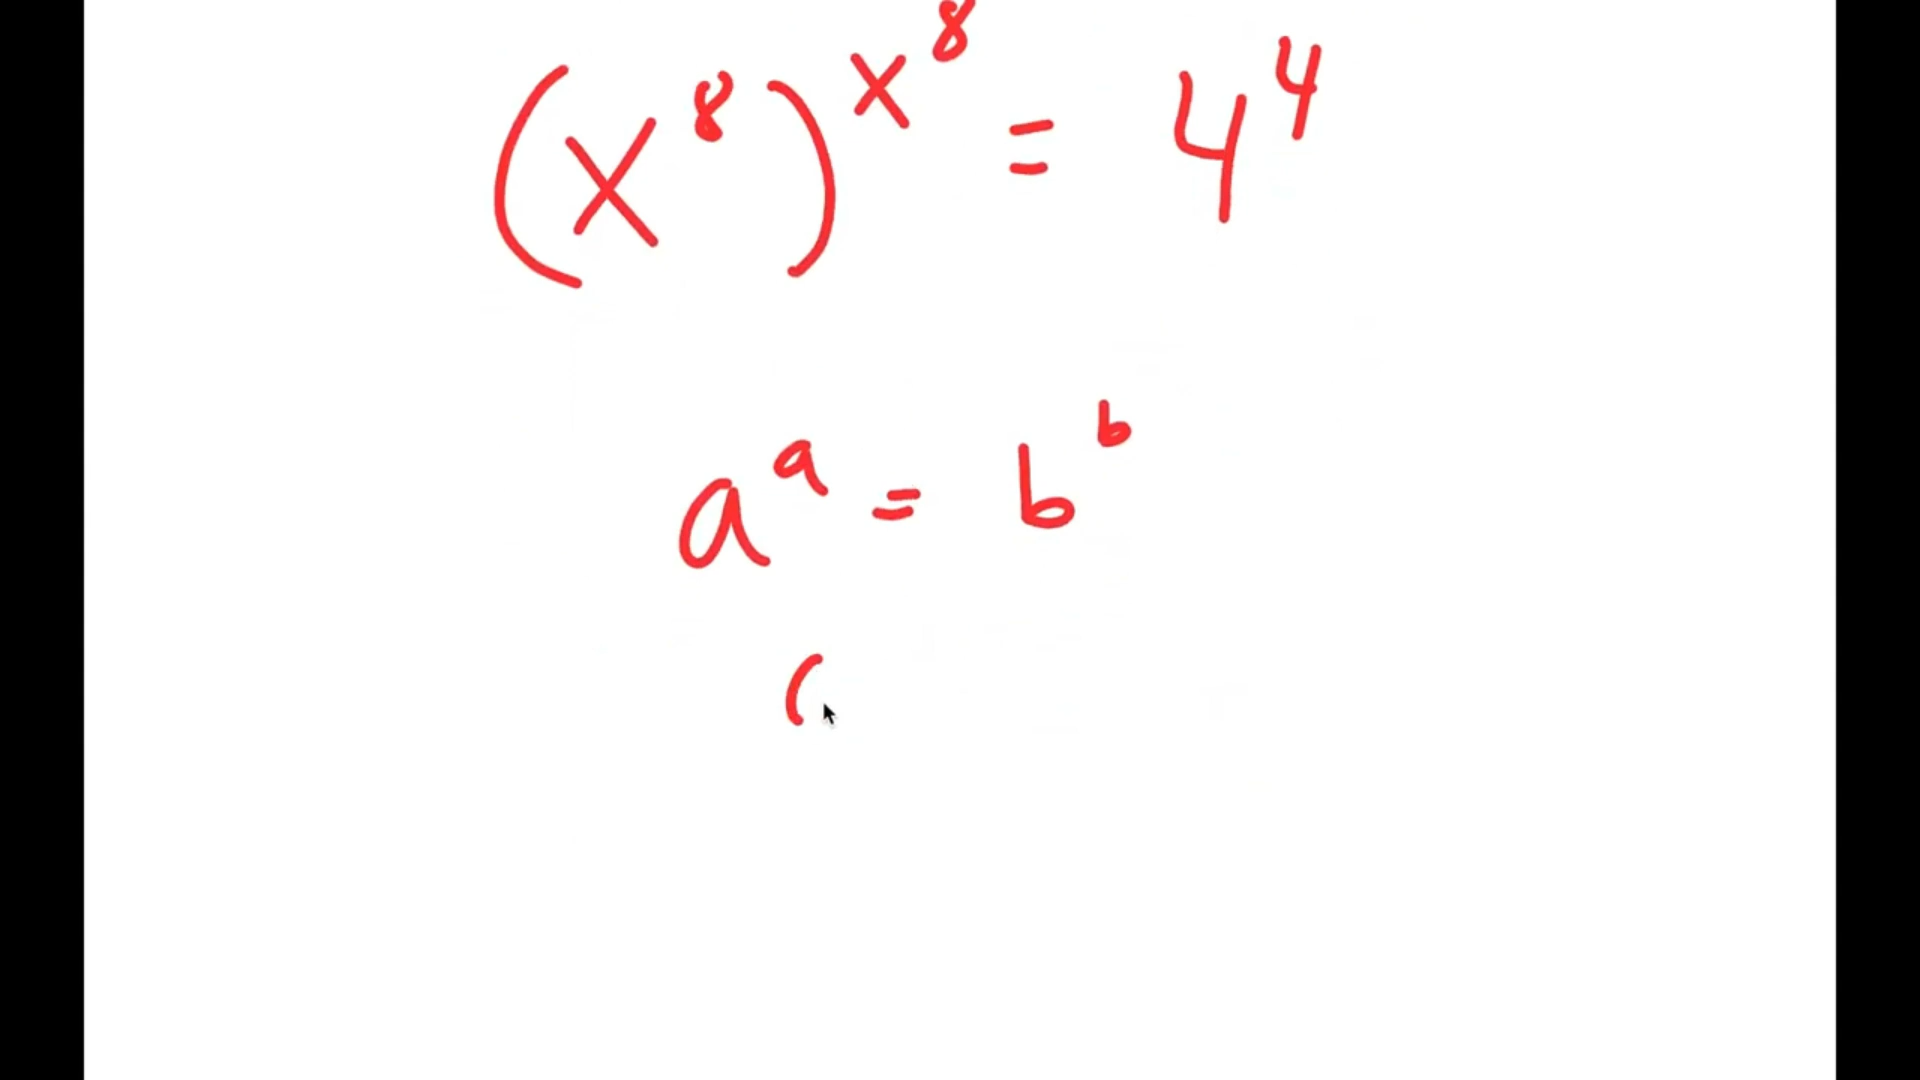 (x⁸)^x⁸ = 4⁴
a^a = b^b
(